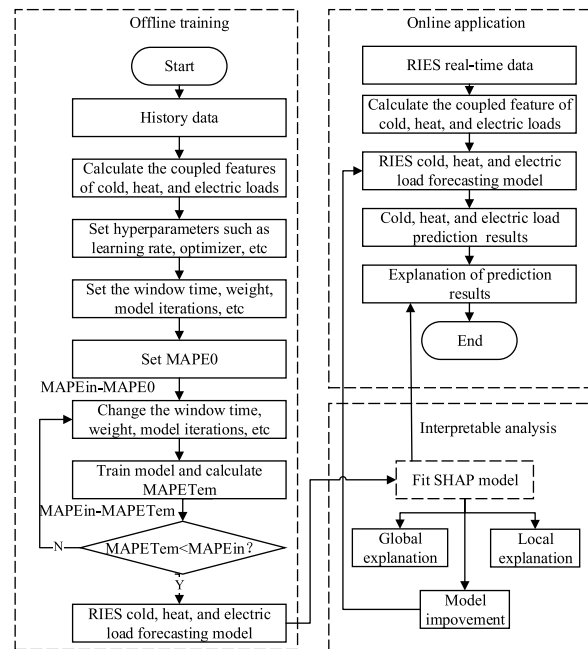 Offline training
Start
History data
Calculate the coupled features
of cold, heat, and electric loads
Set hyperparameters such as
learning rate, optimizer, etc
Set the window time, weight,
model iterations, etc
Set MAPE0
MAPEin-MAPE0
Change the window time,
weight, model iterations, etc
Train model and calculate
MAPETem
MAPEin-MAPETem
MAPETem<MAPEin?
N
Y
RIES cold, heat, and electric
load forecasting model
Online application
RIES real-time data
Calculate the coupled feature of
cold, heat, and electric loads
RIES cold, heat, and electric
load forecasting model
Cold, heat, and electric load
prediction results
Explanation of prediction
results
End
Interpretable analysis
Fit SHAP model
Global
explanation
Local
explanation
Model
impovement